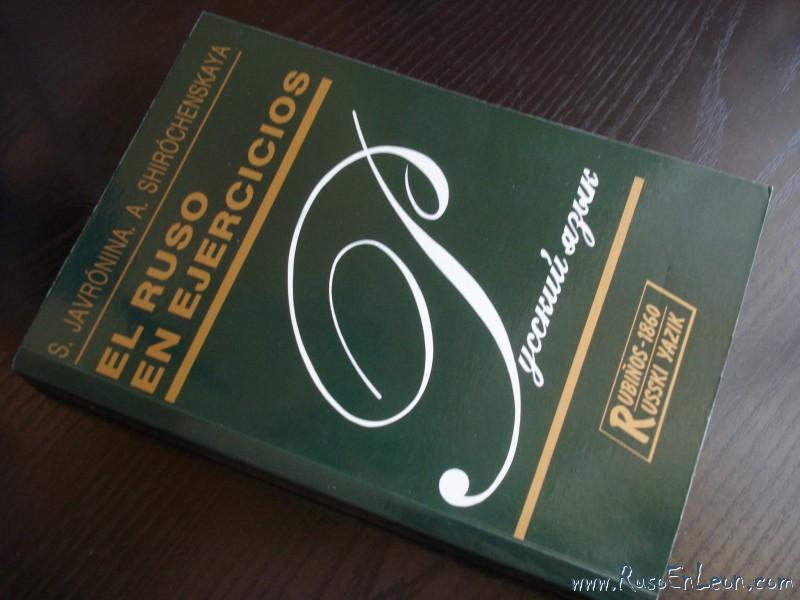 S. JAVRÓNINA. A. SHIRÓCHENSKAYA
EL RUSO
EN EJERCICIOS
Русский язык
RUBIÑOS-1860
RUSSKI YAZIK
www.RusoEnLeon.com